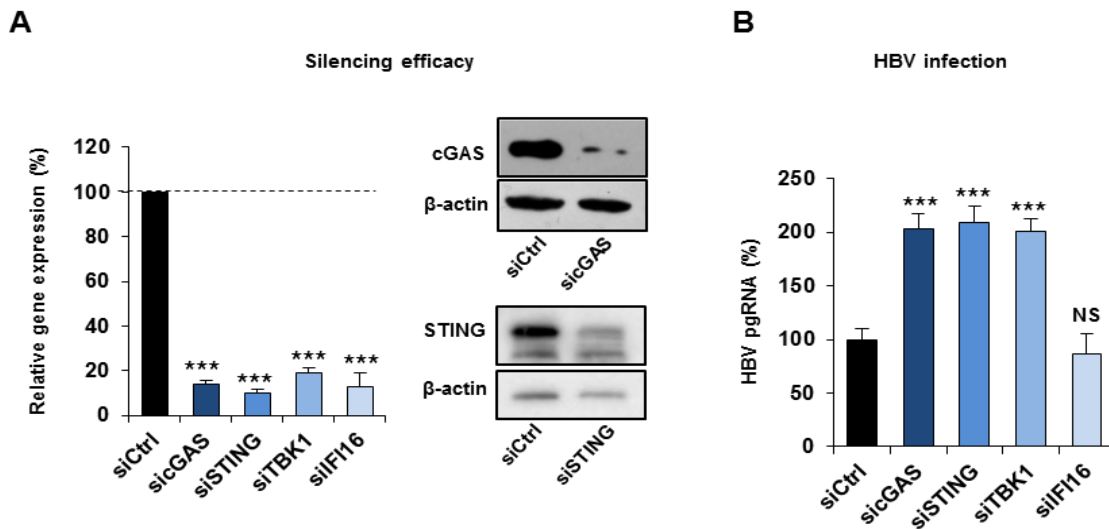 A
Silencing efficacy
Relative gene expression (%)
120
100
80
60
40
20
0
***
***
***
***
siCtrl
sicGAS
siSTING
siTBK1
siIFI16
cGAS
β-actin
siCtrl
sicGAS
STING
β-actin
siCtrl
siSTING
B
HBV infection
HBV pgRNA (%)
250
200
150
100
50
0
***
***
***
NS
siCtrl
sicGAS
siSTING
siTBK1
siIFI16